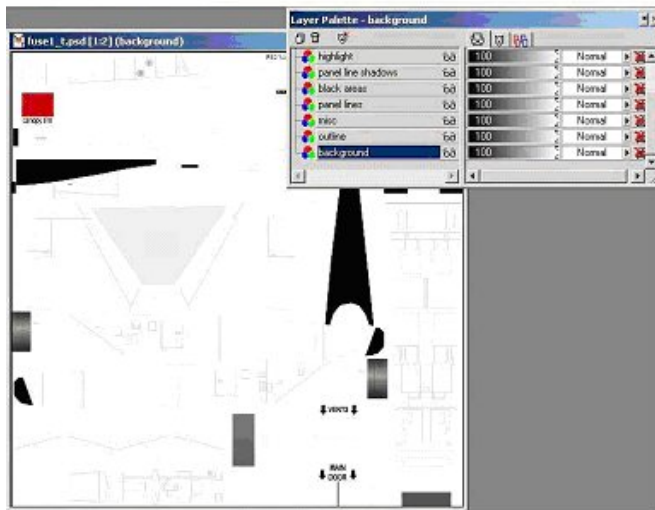 Layer Palette - background
fuse1_t.psd [1:2] (background)
highlight 100 Normal
panel line shadows 100 Normal
black areas 100 Normal
panel lines 100 Normal
misc 100 Normal
outline 100 Normal
background 100 Normal
VENTS
MAIN
DOOR